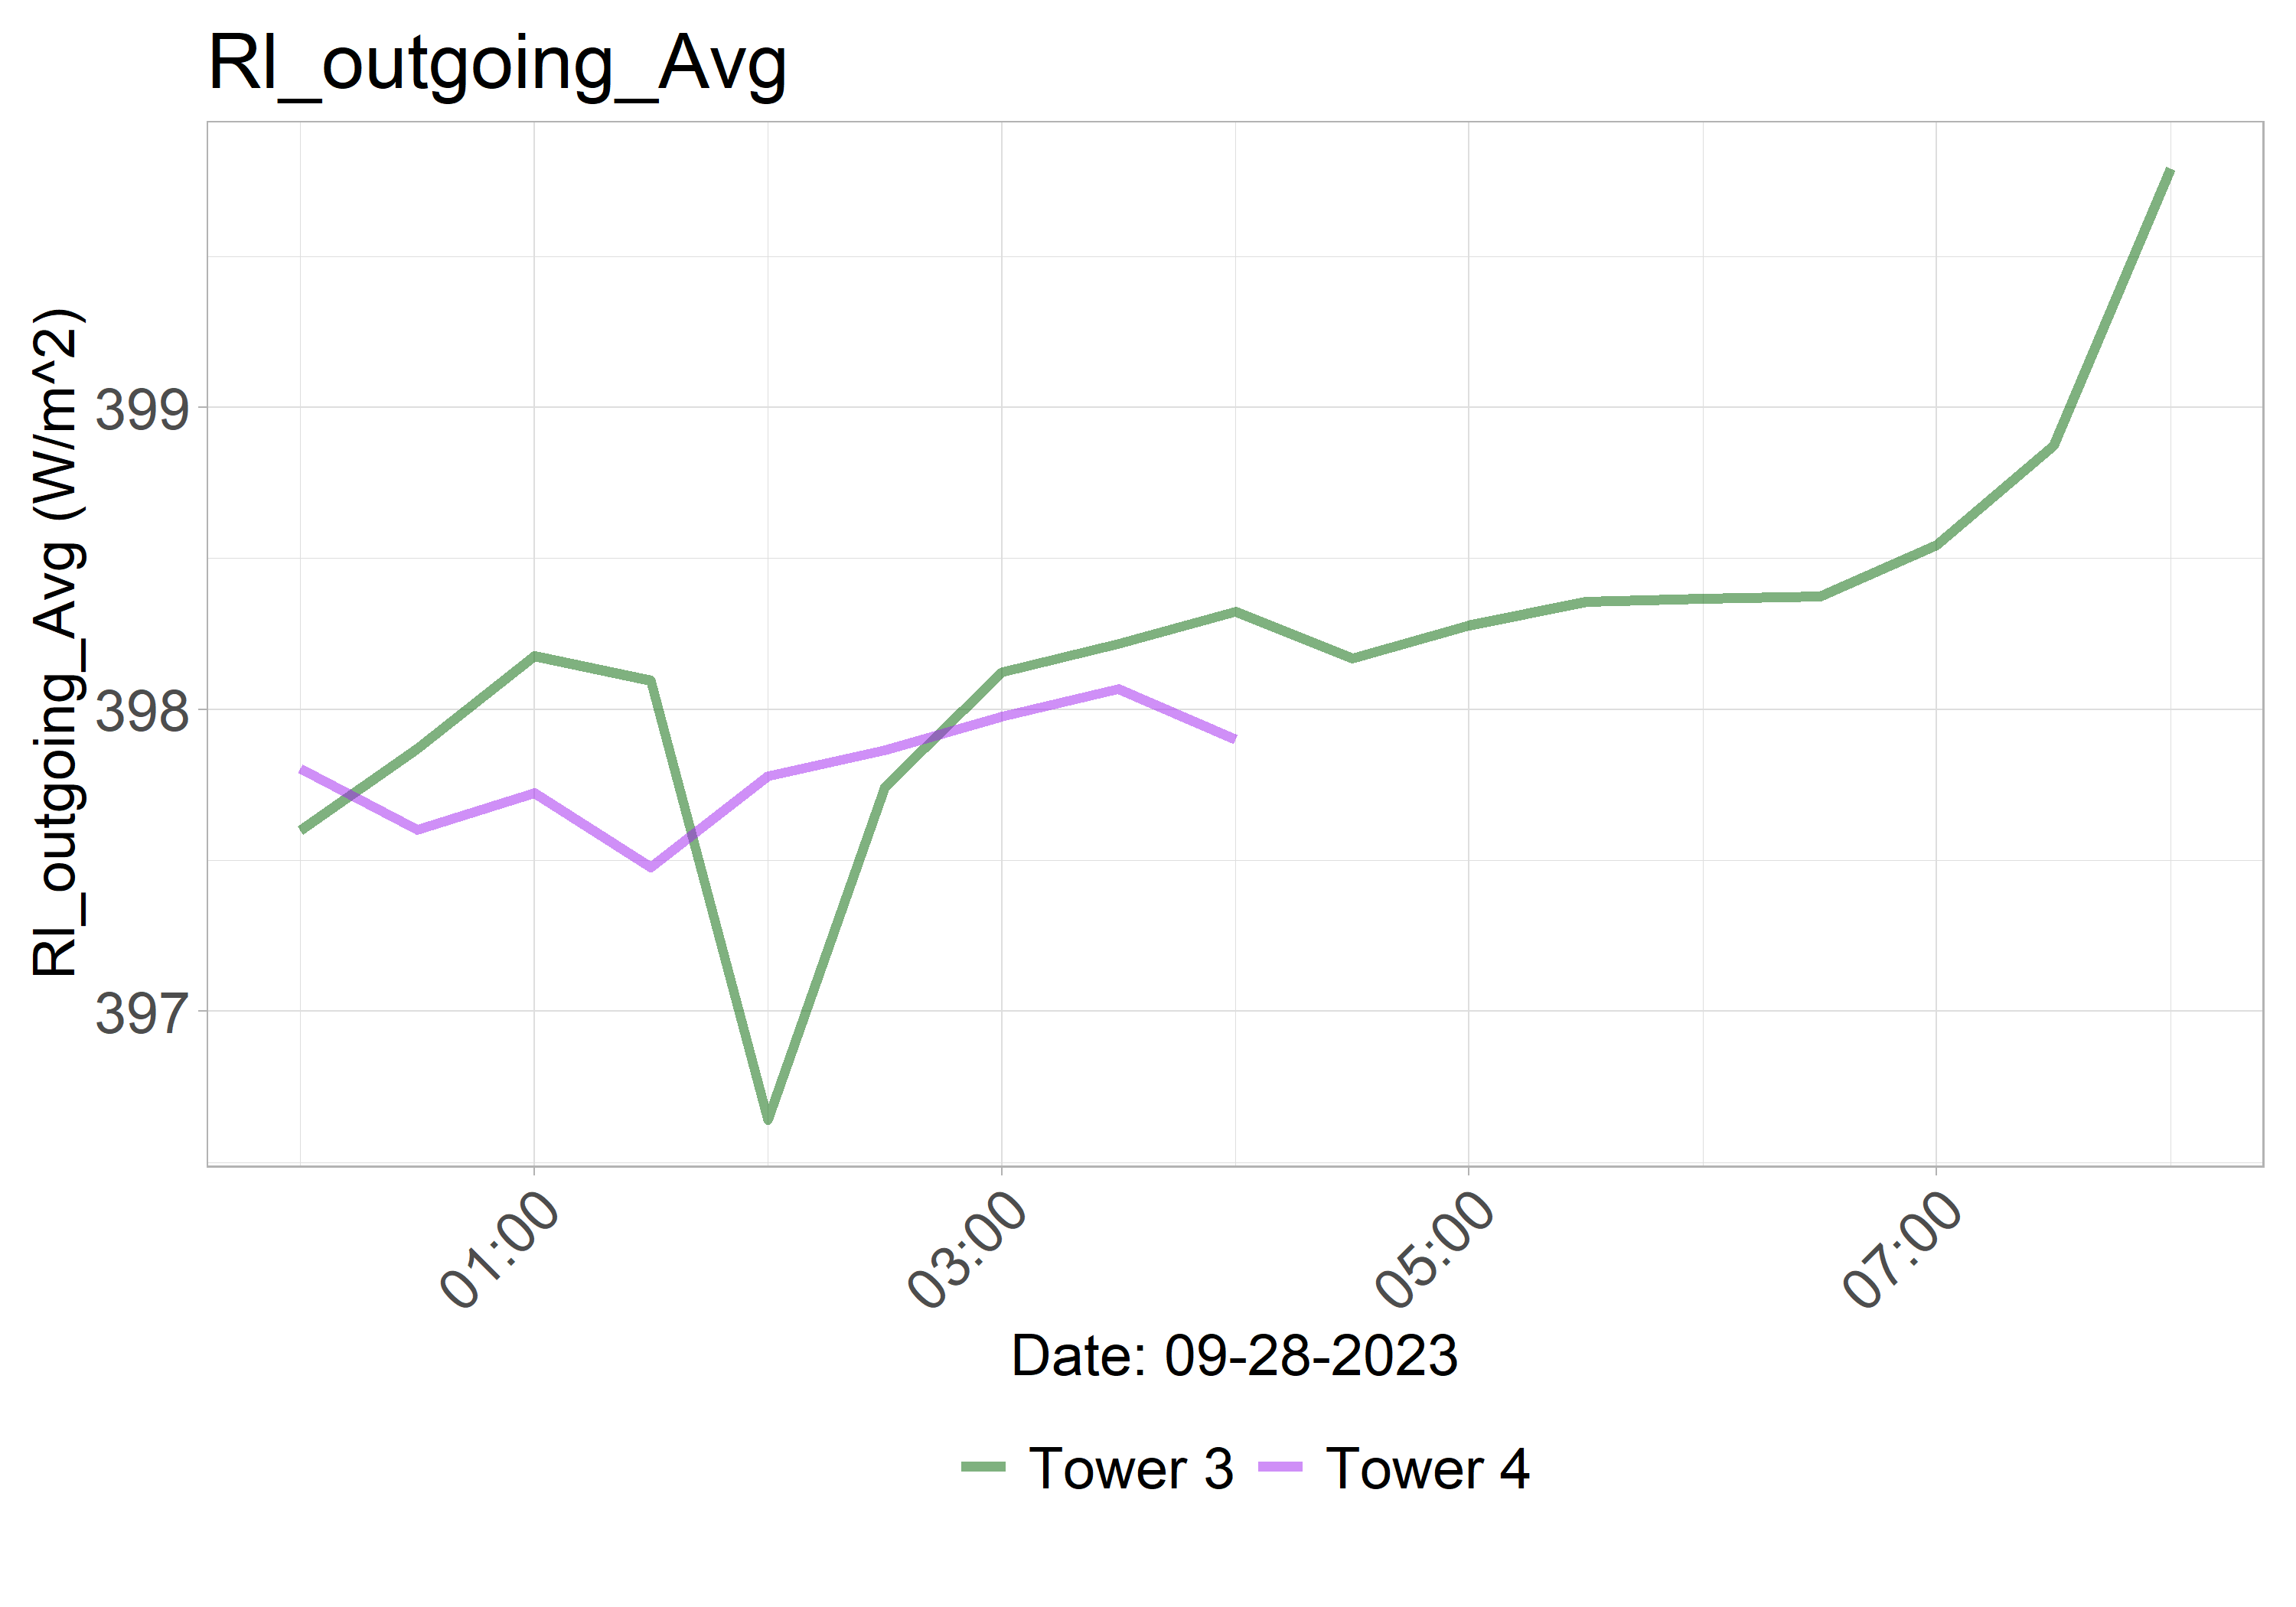 Rl_outgoing_Avg
Rl_outgoing_Avg (W/m^2)
399
398
397
01:00
03:00
05:00
07:00
Date: 09-28-2023
Tower 3
Tower 4